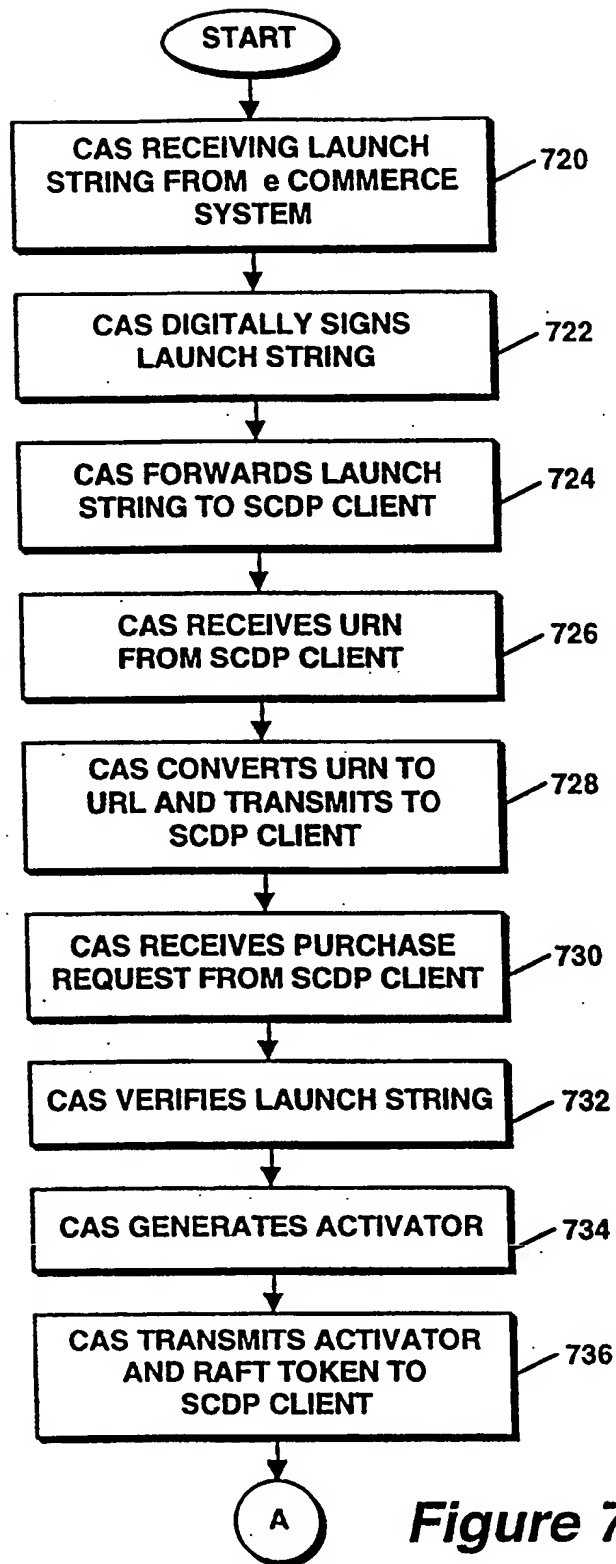 START
CAS RECEIVING LAUNCH
STRING FROM e COMMERCE
SYSTEM
720
CAS DIGITALLY SIGNS
LAUNCH STRING
722
CAS FORWARDS LAUNCH
STRING TO SCDP CLIENT
724
CAS RECEIVES URN
FROM SCDP CLIENT
726
CAS CONVERTS URN TO
URL AND TRANSMITS TO
SCDP CLIENT
728
CAS RECEIVES PURCHASE
REQUEST FROM SCDP CLIENT
730
CAS VERIFIES LAUNCH STRING
732
CAS GENERATES ACTIVATOR
734
CAS TRANSMITS ACTIVATOR
AND RAFT TOKEN TO
SCDP CLIENT
736
A
Figure 7